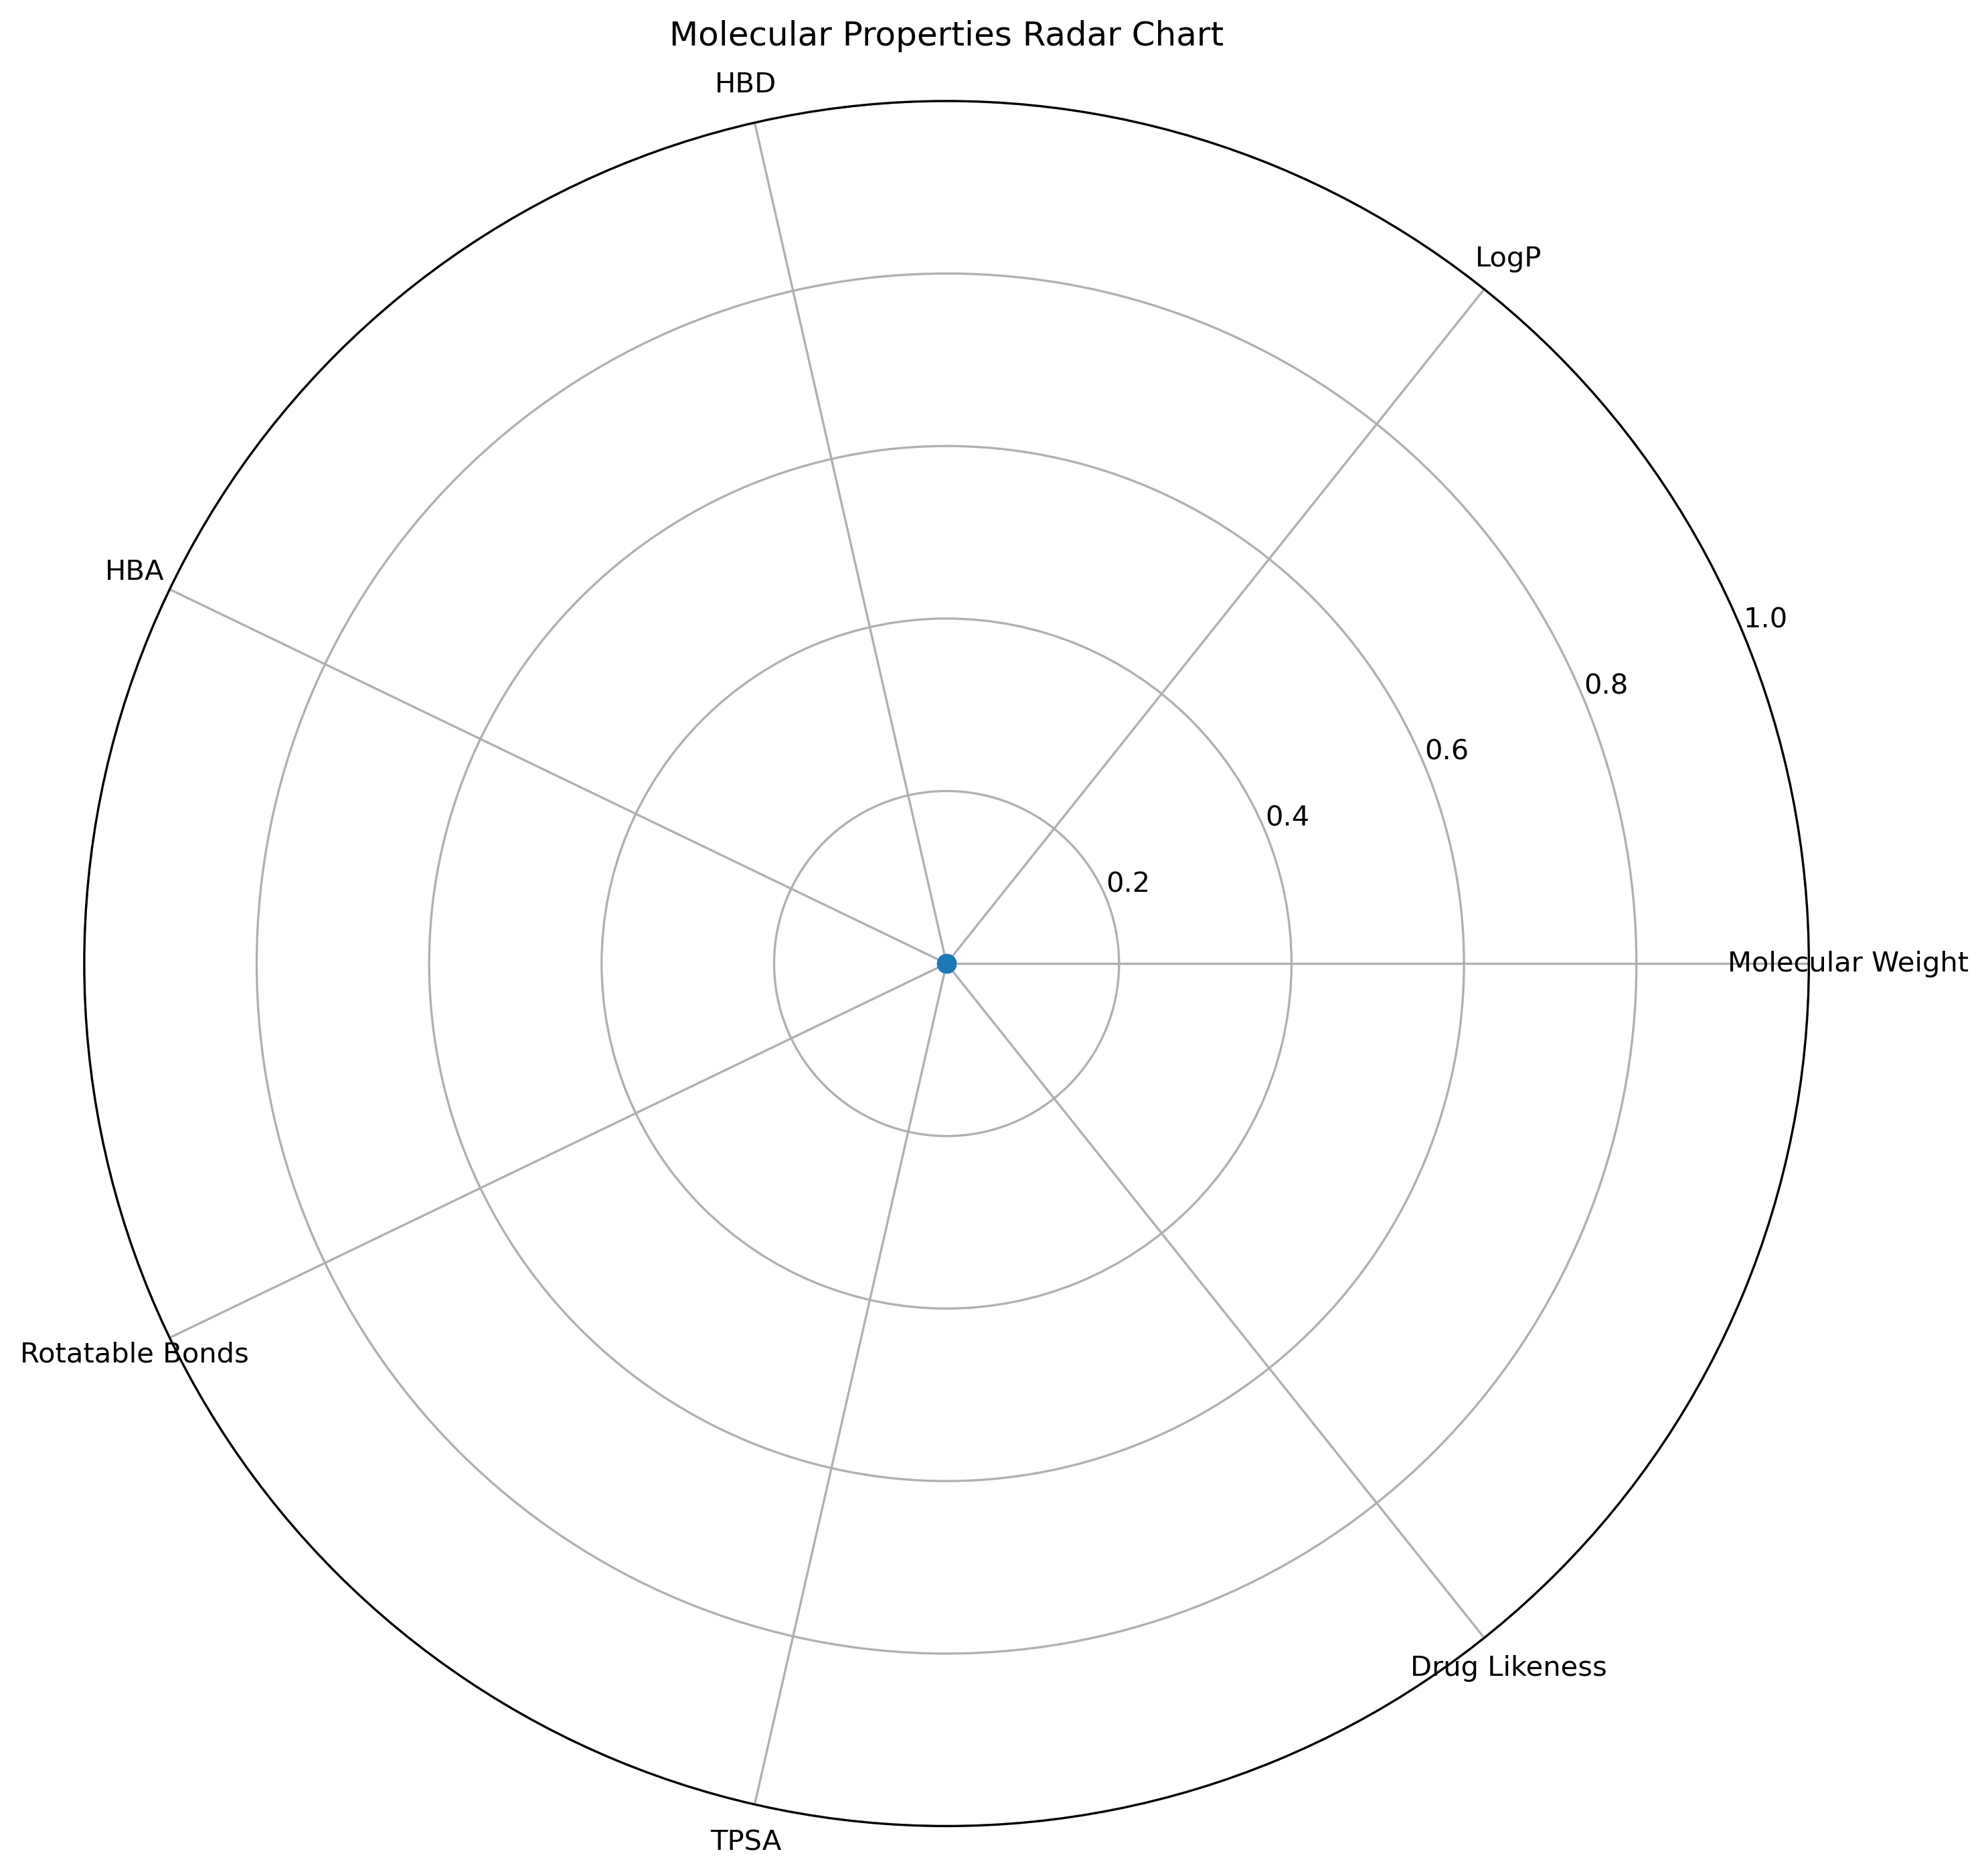 Molecular Properties Radar Chart
HBD
LogP
HBA
1.0
0.8
0.6
0.4
0.2
Molecular Weight
Rotatable Bonds
Drug Likeness
TPSA